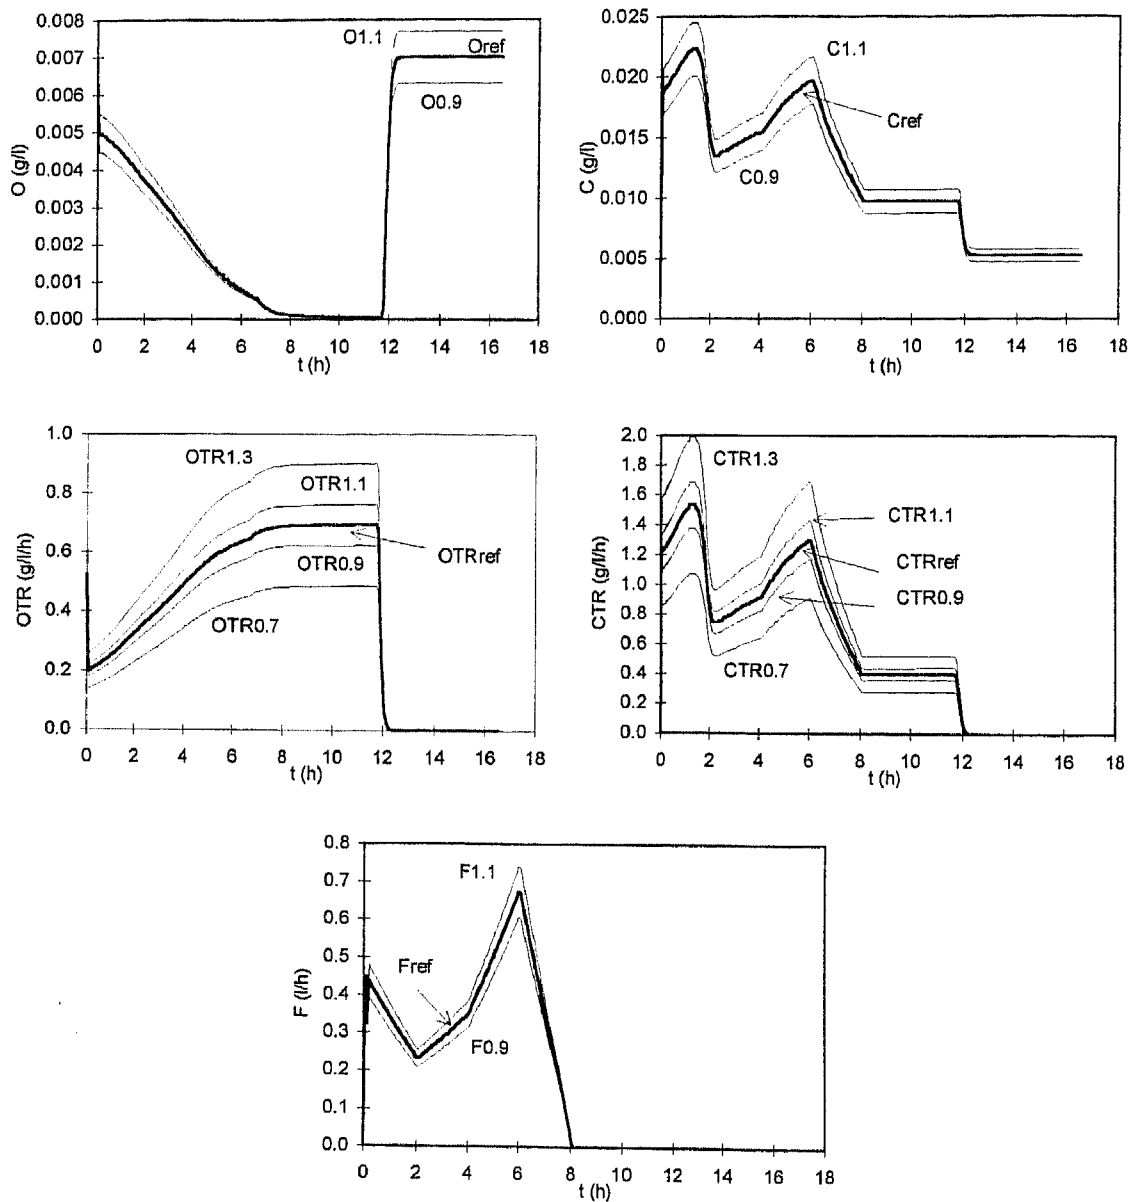 0.008
0.007
0.006
0.005
0.004
0.003
0.002
0.001
0.000
O (g/l)
O1.1
Oref
O0.9
0 2 4 6 8 10 12 14 16 18
t (h)
0.025
0.020
0.015
0.010
0.005
0.000
C (g/l)
C1.1
Cref
C0.9
0 2 4 6 8 10 12 14 16 18
t (h)
1.0
0.8
0.6
0.4
0.2
0.0
OTR (g/l/h)
OTR1.3
OTR1.1
OTRref
OTR0.9
OTR0.7
0 2 4 6 8 10 12 14 16 18
t (h)
2.0
1.8
1.6
1.4
1.2
1.0
0.8
0.6
0.4
0.2
0.0
CTR (g/l/h)
CTR1.3
CTR1.1
CTRref
CTR0.9
CTR0.7
0 2 4 6 8 10 12 14 16 18
t (h)
0.8
0.7
0.6
0.5
0.4
0.3
0.2
0.1
0.0
F (l/h)
F1.1
Fref
F0.9
0 2 4 6 8 10 12 14 16 18
t (h)